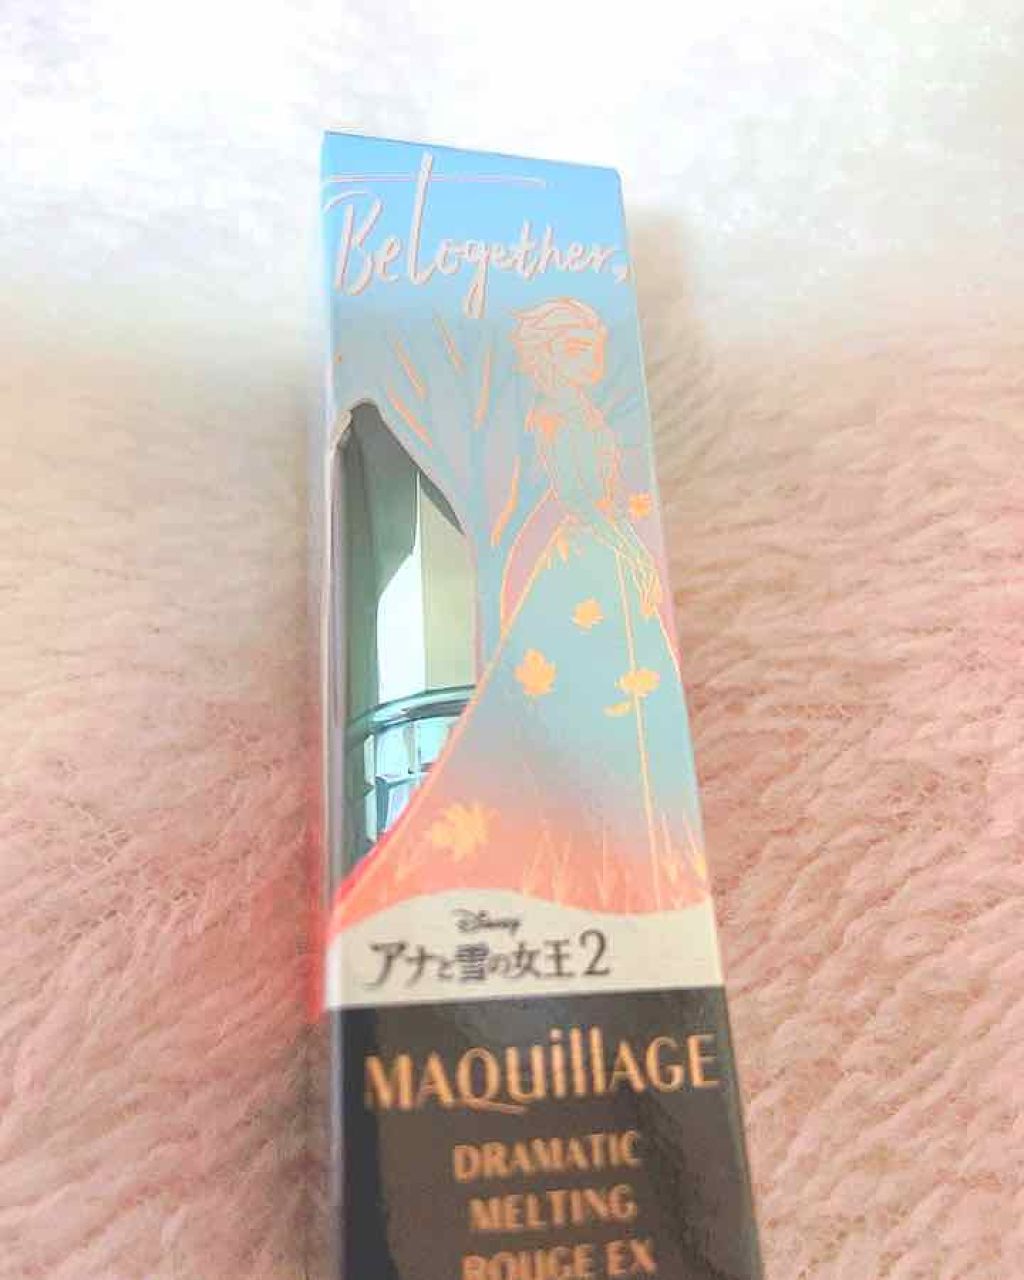 Be together,
Disney
アナと雪の女王2
MAQuillAGE
DRAMATIC
MELTING
ROUGE EX